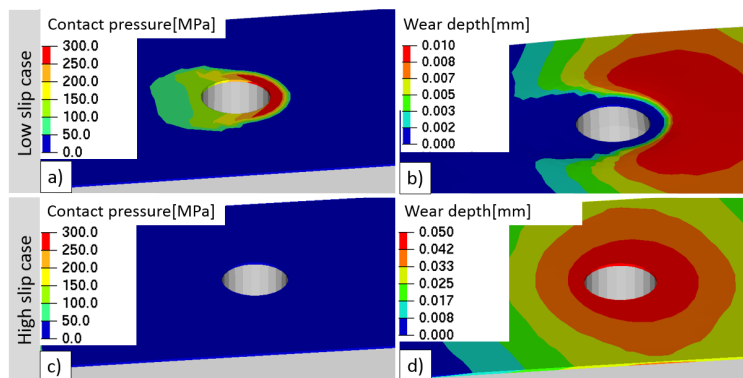 Low slip case
Contact pressure[MPa]
300.0
250.0
200.0
150.0
100.0
50.0
0.0
a)
Wear depth[mm]
0.010
0.008
0.007
0.005
0.003
0.002
0.000
b)
High slip case
Contact pressure[MPa]
300.0
250.0
200.0
150.0
100.0
50.0
0.0
c)
Wear depth[mm]
0.050
0.042
0.033
0.025
0.017
0.008
0.000
d)